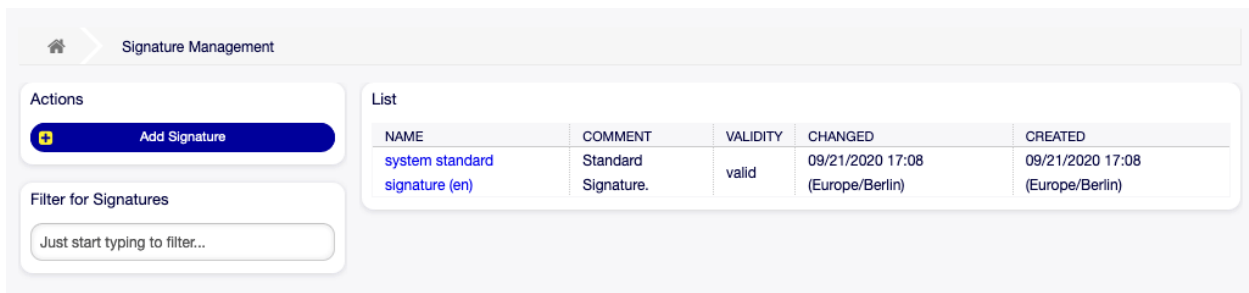 Signature Management
Actions
Add Signature
Filter for Signatures
Just start typing to filter...
List
NAME COMMENT VALIDITY CHANGED CREATED
system standard Standard valid 09/21/2020 17:08 09/21/2020 17:08
signature (en) Signature. (Europe/Berlin) (Europe/Berlin)